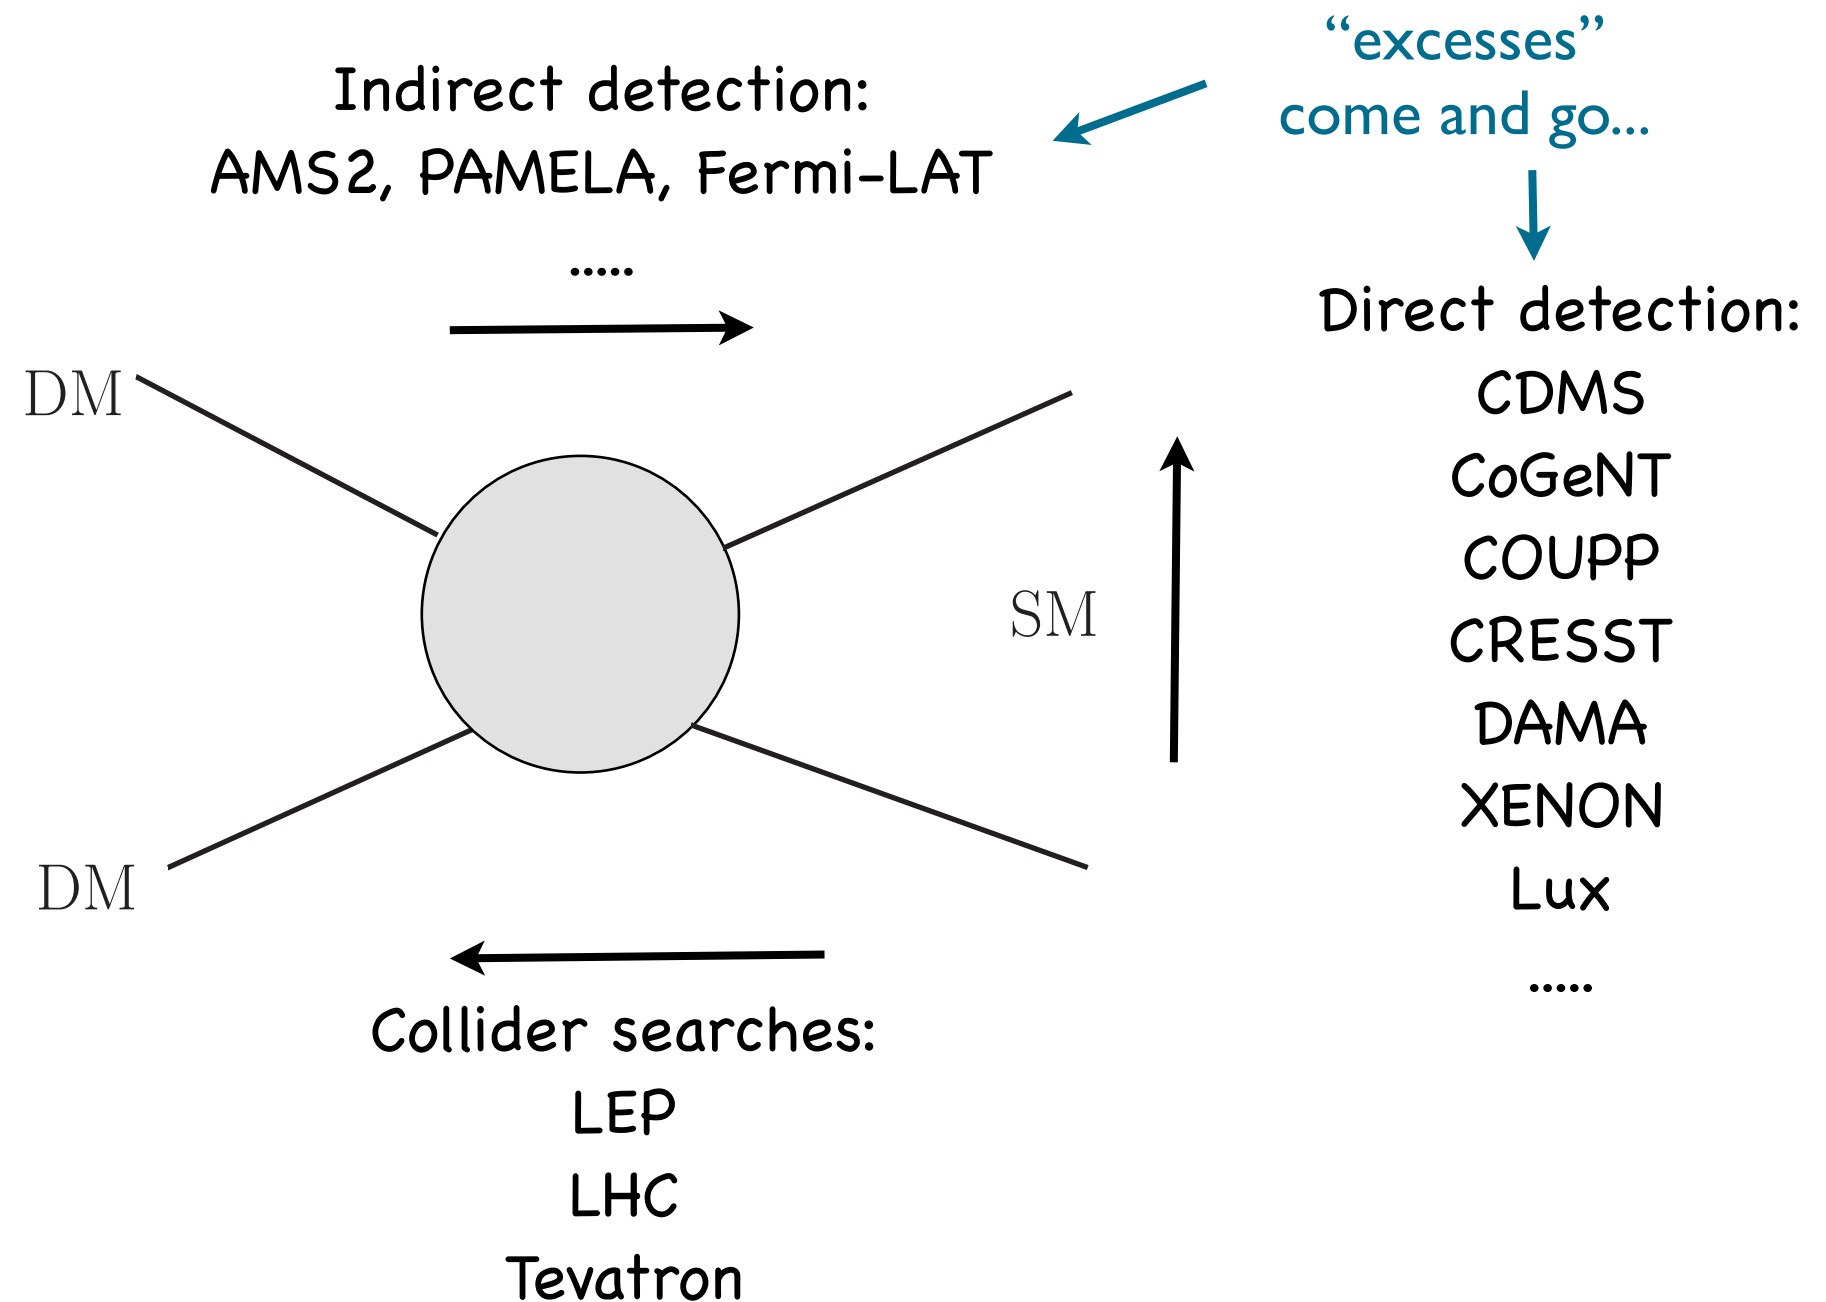 “excesses”
come and go...
Indirect detection:
AMS2, PAMELA, Fermi-LAT
.....
DM
SM
DM
Direct detection:
CDMS
CoGeNT
COUPP
CRESST
DAMA
XENON
Lux
.....
Collider searches:
LEP
LHC
Tevatron